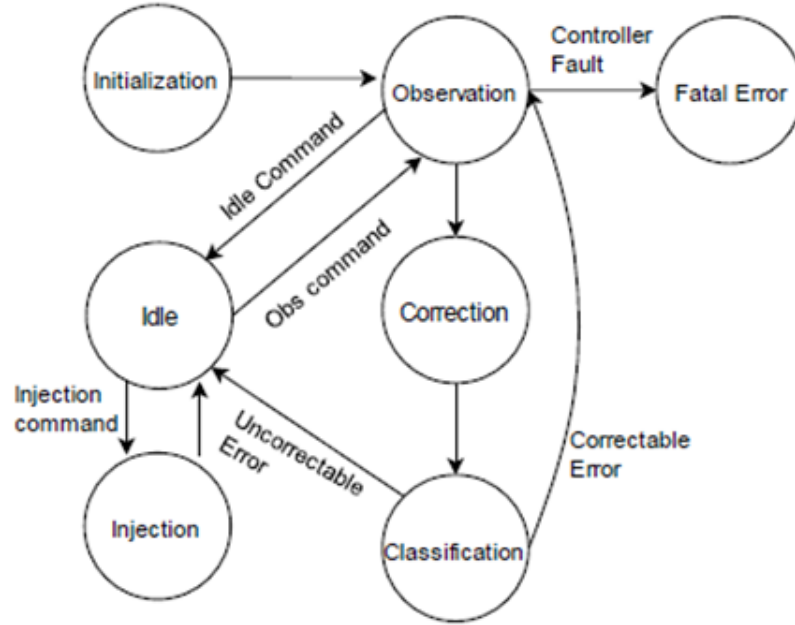 Initialization
Observation
Controller
Fault
Fatal Error
Idle Command
Obs command
Idle
Correction
Injection
command
Uncorrectable
Error
Correctable
Error
Injection
Classification